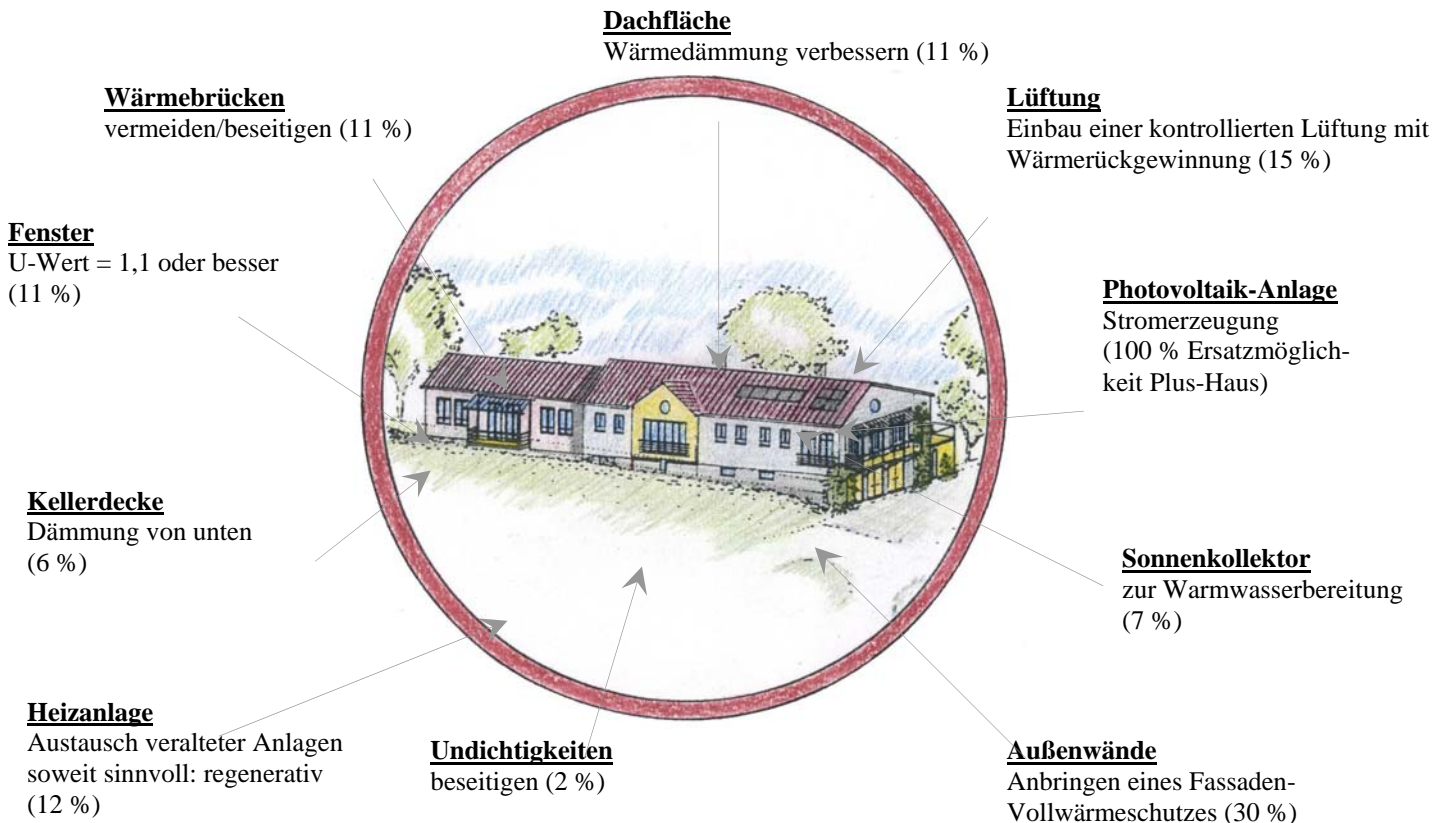 Dachfläche
Wärmedämmung verbessern (11 %)
Wärmebrücken
vermeiden/beseitigen (11 %)
Lüftung
Einbau einer kontrollierten Lüftung mit
Wärmerückgewinnung (15 %)
Fenster
U-Wert = 1,1 oder besser
(11 %)
Photovoltaik-Anlage
Stromerzeugung
(100 % Ersatzmöglich-
keit Plus-Haus)
Kellerdecke
Dämmung von unten
(6 %)
Sonnenkollektor
zur Warmwasserbereitung
(7 %)
Heizanlage
Austausch veralteter Anlagen
soweit sinnvoll: regenerativ
(12 %)
Undichtigkeiten
beseitigen (2 %)
Außenwände
Anbringen eines Fassaden-
Vollwärmeschutzes (30 %)